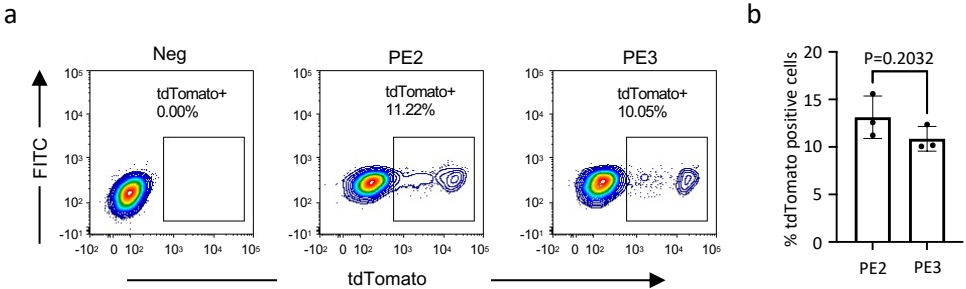 a
Neg
PE2
PE3
FITC
10⁵
10⁴
10³
10²
-10¹
tdTomato+
0.00%
-10² 0 10² 10³ 10⁴ 10⁵
10⁵
10⁴
10³
10²
-10¹
tdTomato+
11.22%
-10² 0 10² 10³ 10⁴ 10⁵
10⁵
10⁴
10³
10²
-10¹
tdTomato+
10.05%
-10² 0 10² 10³ 10⁴ 10⁵
tdTomato
b
% tdTomato positive cells
20
15
10
5
0
P=0.2032
PE2 PE3